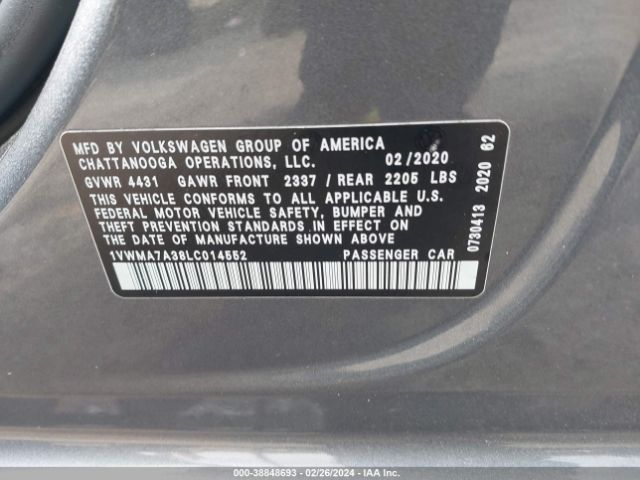 MFD BY VOLKSWAGEN GROUP OF AMERICA
CHATTANOOGA OPERATIONS, LLC. 02/2020
GVWR 4431 GAWR FRONT 2337 / REAR 2205 LBS
THIS VEHICLE CONFORMS TO ALL APPLICABLE U.S.
FEDERAL MOTOR VEHICLE SAFETY, BUMPER AND
THEFT PREVENTION STANDARDS IN EFFECT ON
THE DATE OF MANUFACTURE SHOWN ABOVE
1VWMA7A38LC014552 PASSENGER CAR
0730413 2020 62
000-38848693 - 02/26/2024 - IAA Inc.